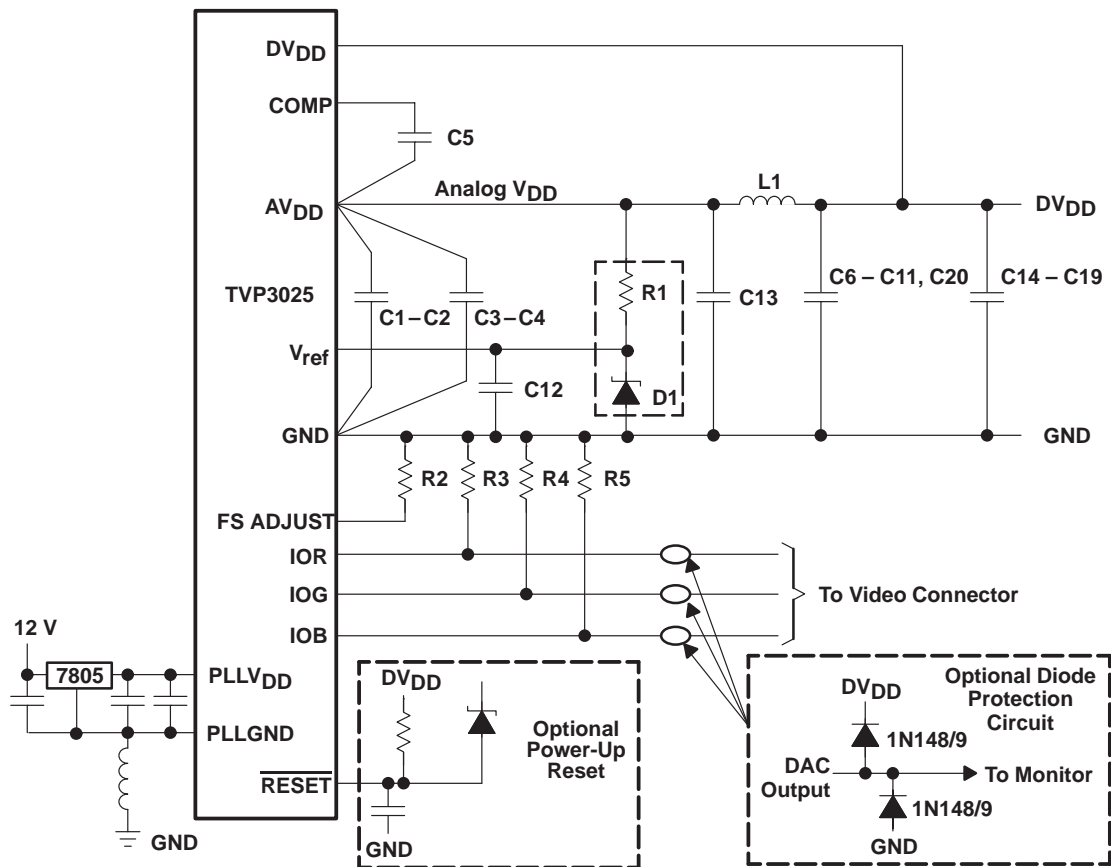 DVDD
COMP
C5
Analog VDD
L1
AVDD
DVDD
TVP3025
R1
C13
C6 – C11, C20
C14 – C19
C1 – C2
C3 – C4
Vref
C12
D1
GND
GND
R2
R3
R4
R5
FS ADJUST
IOR
IOG
To Video Connector
IOB
12 V
7805
PLLVDD
PLLGND
GND
RESET
DVDD
Optional
Power-Up
Reset
GND
Optional Diode
Protection
Circuit
DVDD
1N148/9
DAC
Output
To Monitor
1N148/9
GND